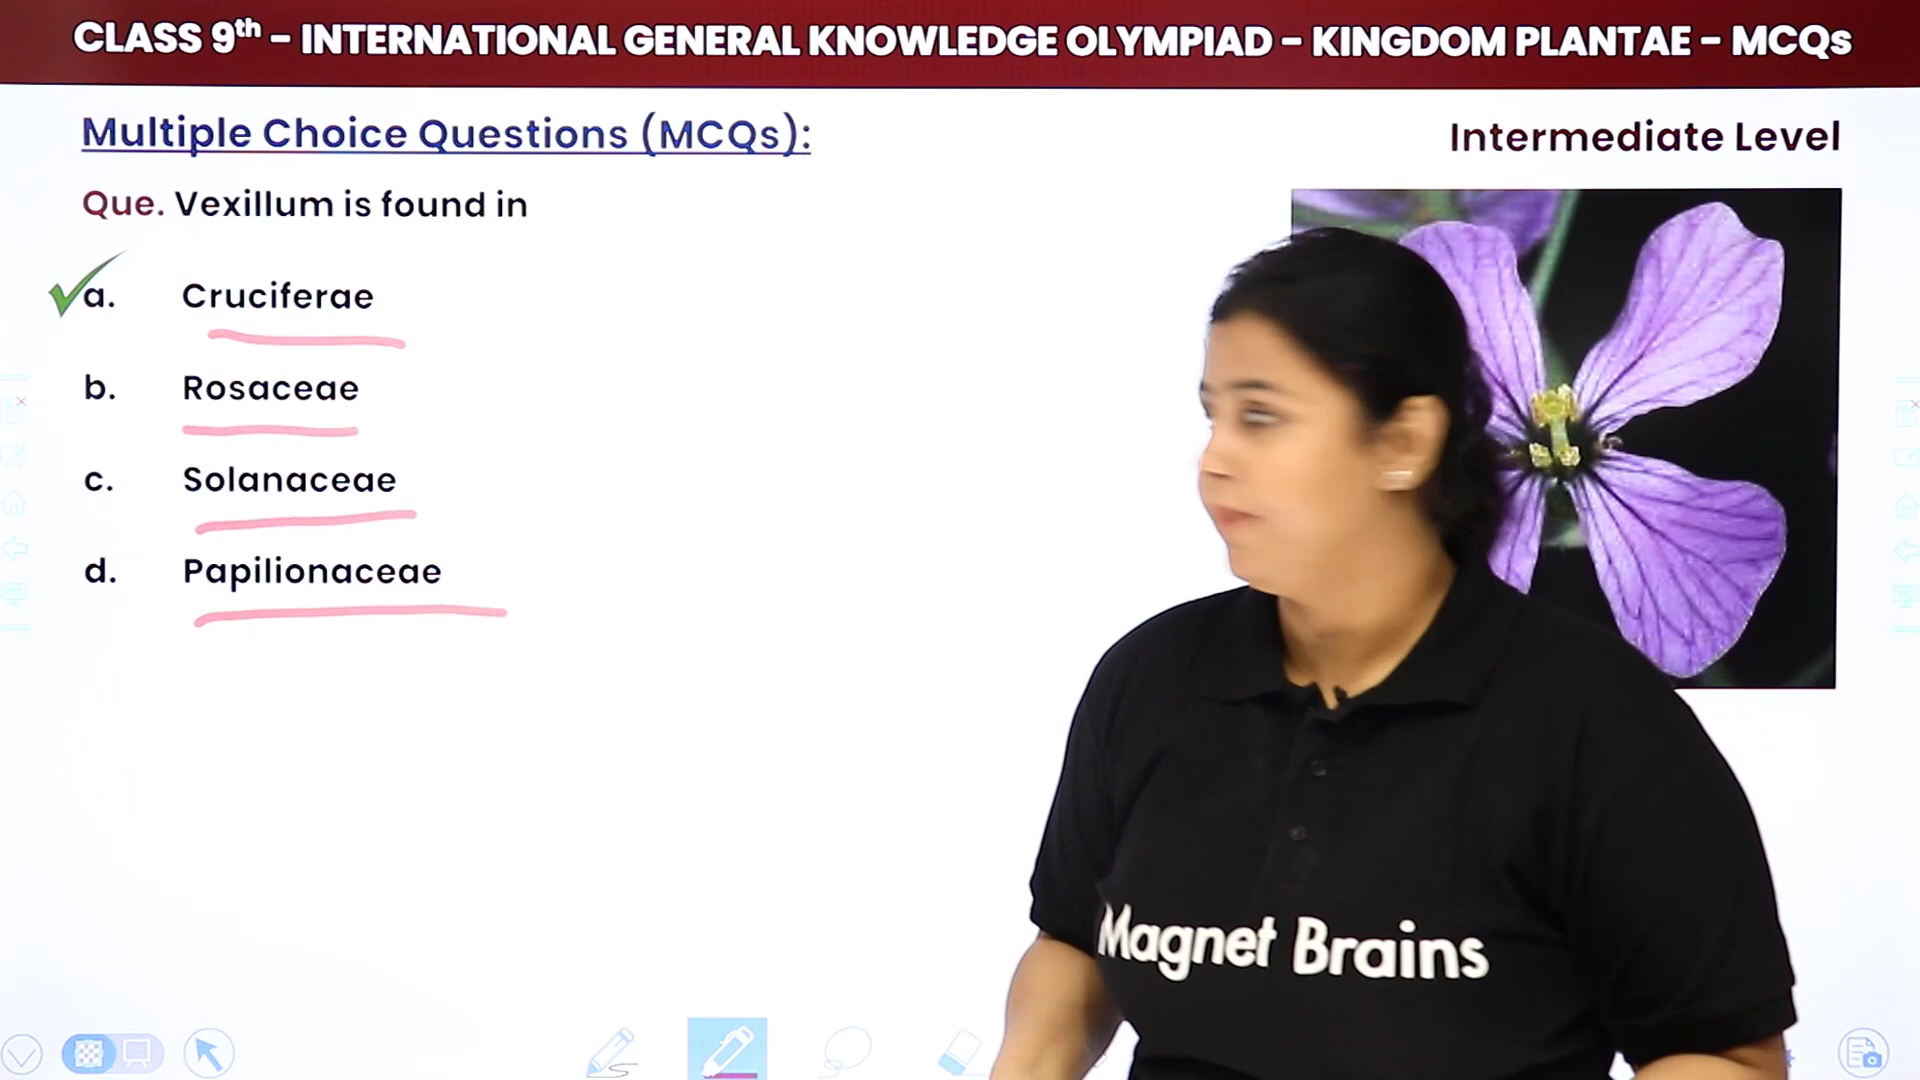 CLASS 9th – INTERNATIONAL GENERAL KNOWLEDGE OLYMPIAD – KINGDOM PLANTAE – MCQs
Multiple Choice Questions (MCQs):
Intermediate Level
Que. Vexillum is found in
a. Cruciferae
b. Rosaceae
c. Solanaceae
d. Papilionaceae
Magnet Brains